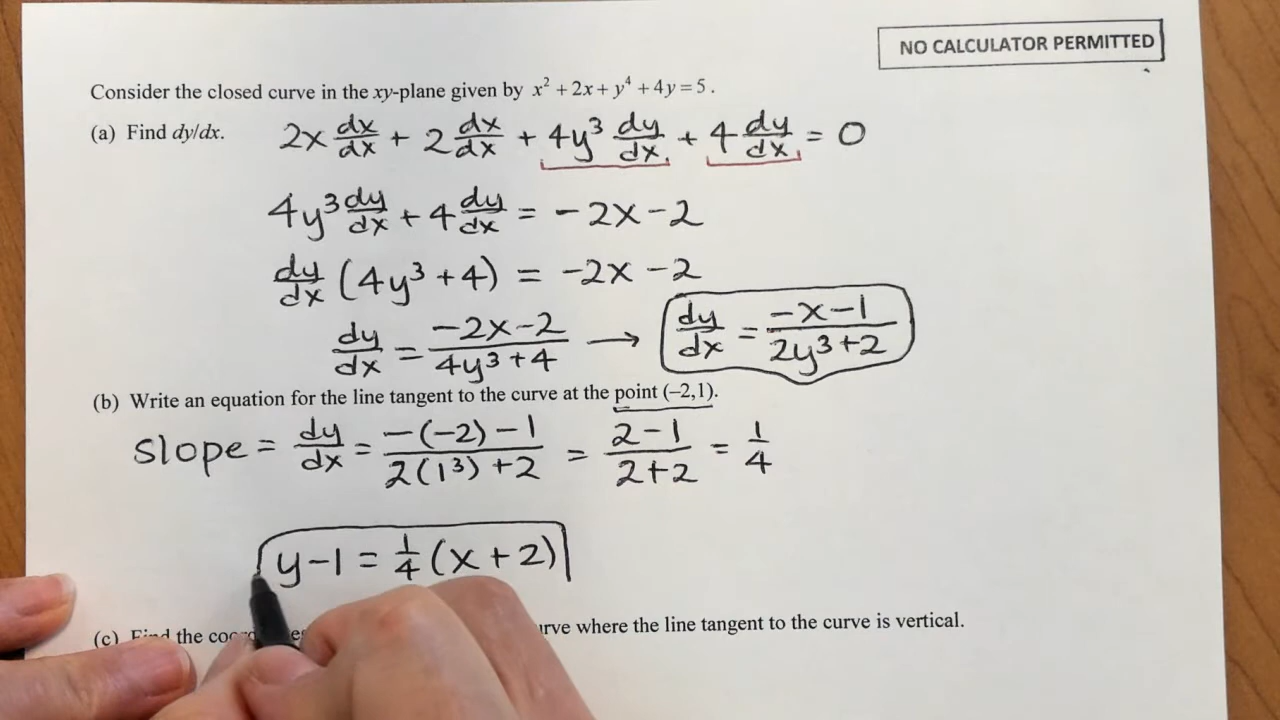 NO CALCULATOR PERMITTED
Consider the closed curve in the xy-plane given by x² + 2x + y⁴ + 4y = 5.
(a) Find dy/dx.
2x dx/dx + 2 dx/dx + 4y³ dy/dx + 4 dy/dx = 0
4y³ dy/dx + 4 dy/dx = -2x - 2
dy/dx (4y³ + 4) = -2x - 2
dy/dx = (-2x - 2)/(4y³ + 4) → dy/dx = (-x - 1)/(2y³ + 2)
(b) Write an equation for the line tangent to the curve at the point (–2,1).
slope = dy/dx = (-(-2) - 1)/(2(1³) + 2) = (2 - 1)/(2 + 2) = 1/4
y - 1 = 1/4 (x + 2)
(c) Find the where the line tangent to the curve is vertical.